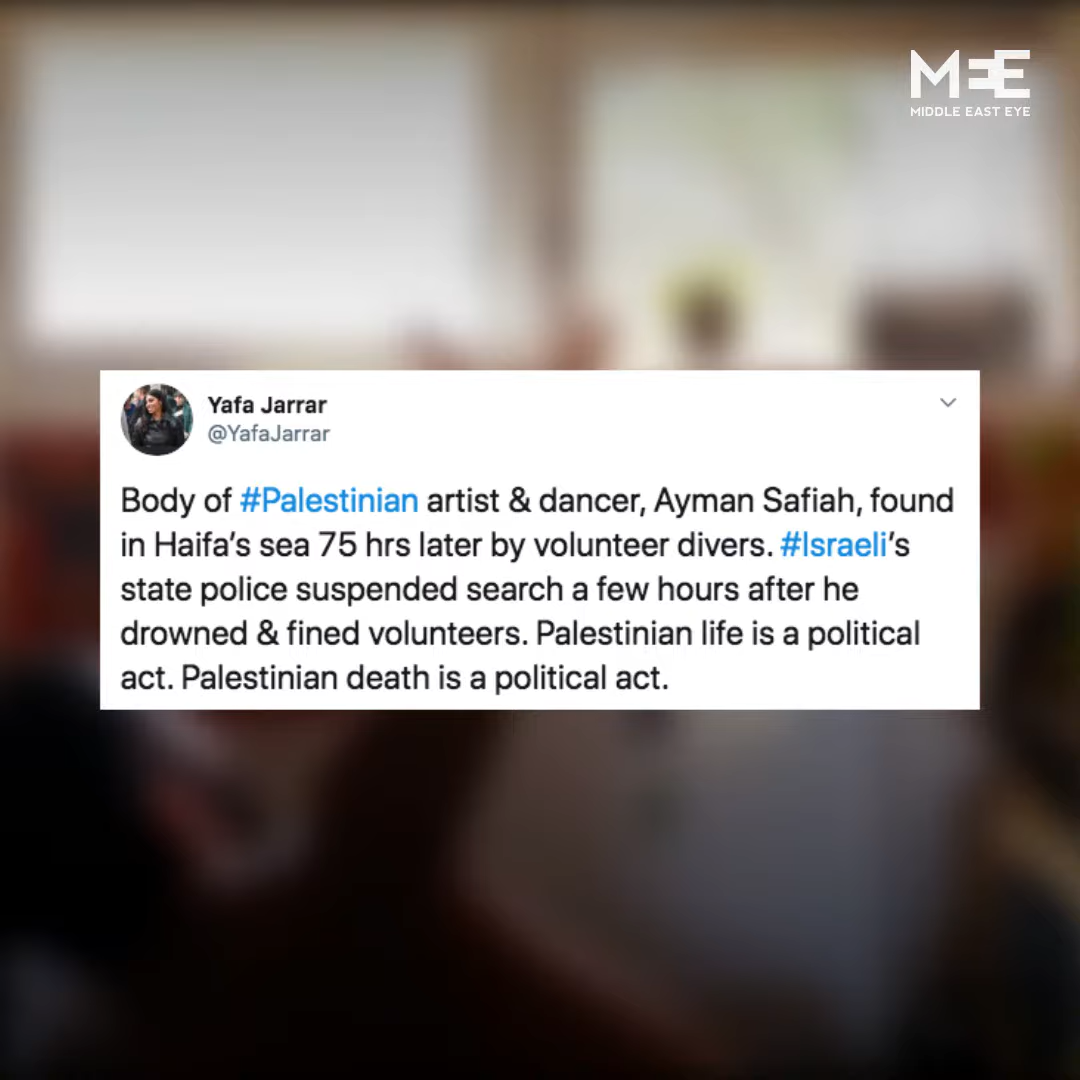 MEE
MIDDLE EAST EYE
Yafa Jarrar
@YafaJarrar
Body of #Palestinian artist & dancer, Ayman Safiah, found
in Haifa’s sea 75 hrs later by volunteer divers. #Israeli’s
state police suspended search a few hours after he
drowned & fined volunteers. Palestinian life is a political
act. Palestinian death is a political act.